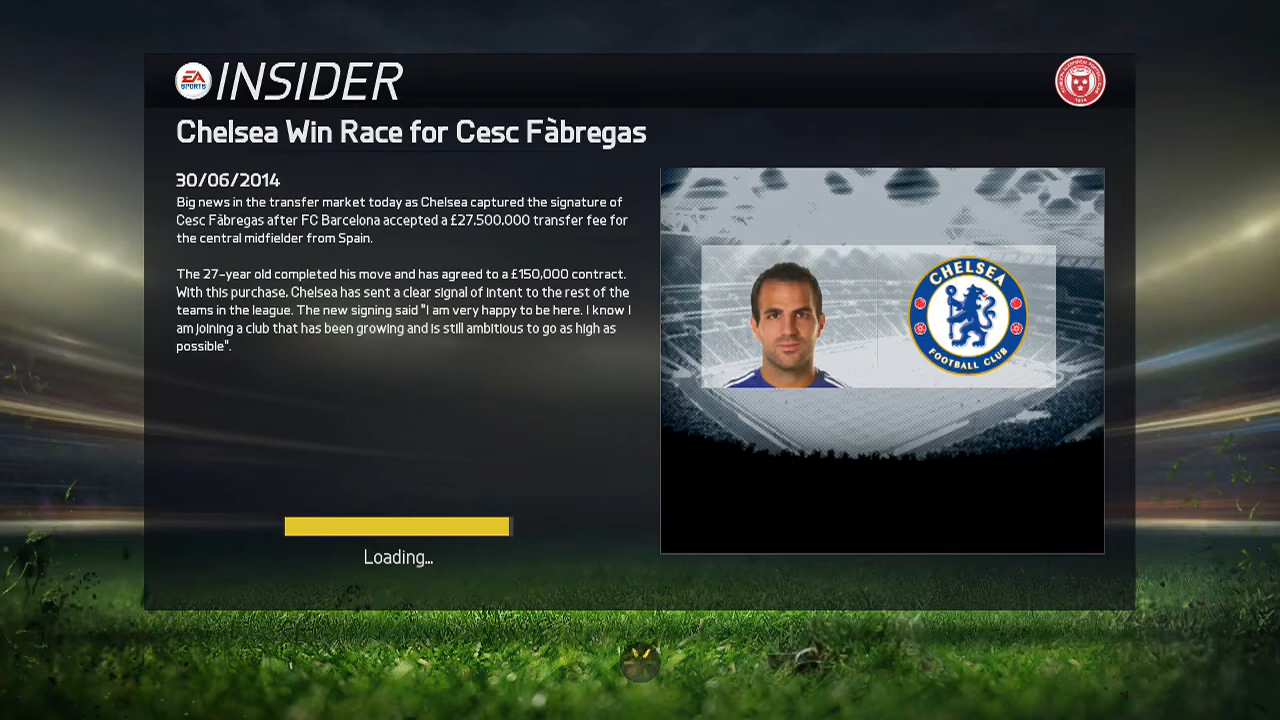 EA
SPORTS
INSIDER
Chelsea Win Race for Cesc Fàbregas
30/06/2014
Big news in the transfer market today as Chelsea captured the signature of
Cesc Fàbregas after FC Barcelona accepted a £27.500.000 transfer fee for
the central midfielder from Spain.
The 27-year old completed his move and has agreed to a £150,000 contract.
With this purchase, Chelsea has sent a clear signal of intent to the rest of the
teams in the league. The new signing said "I am very happy to be here. I know I
am joining a club that has been growing and is still ambitious to go as high as
possible".
CHELSEA
FOOTBALL CLUB
Loading...